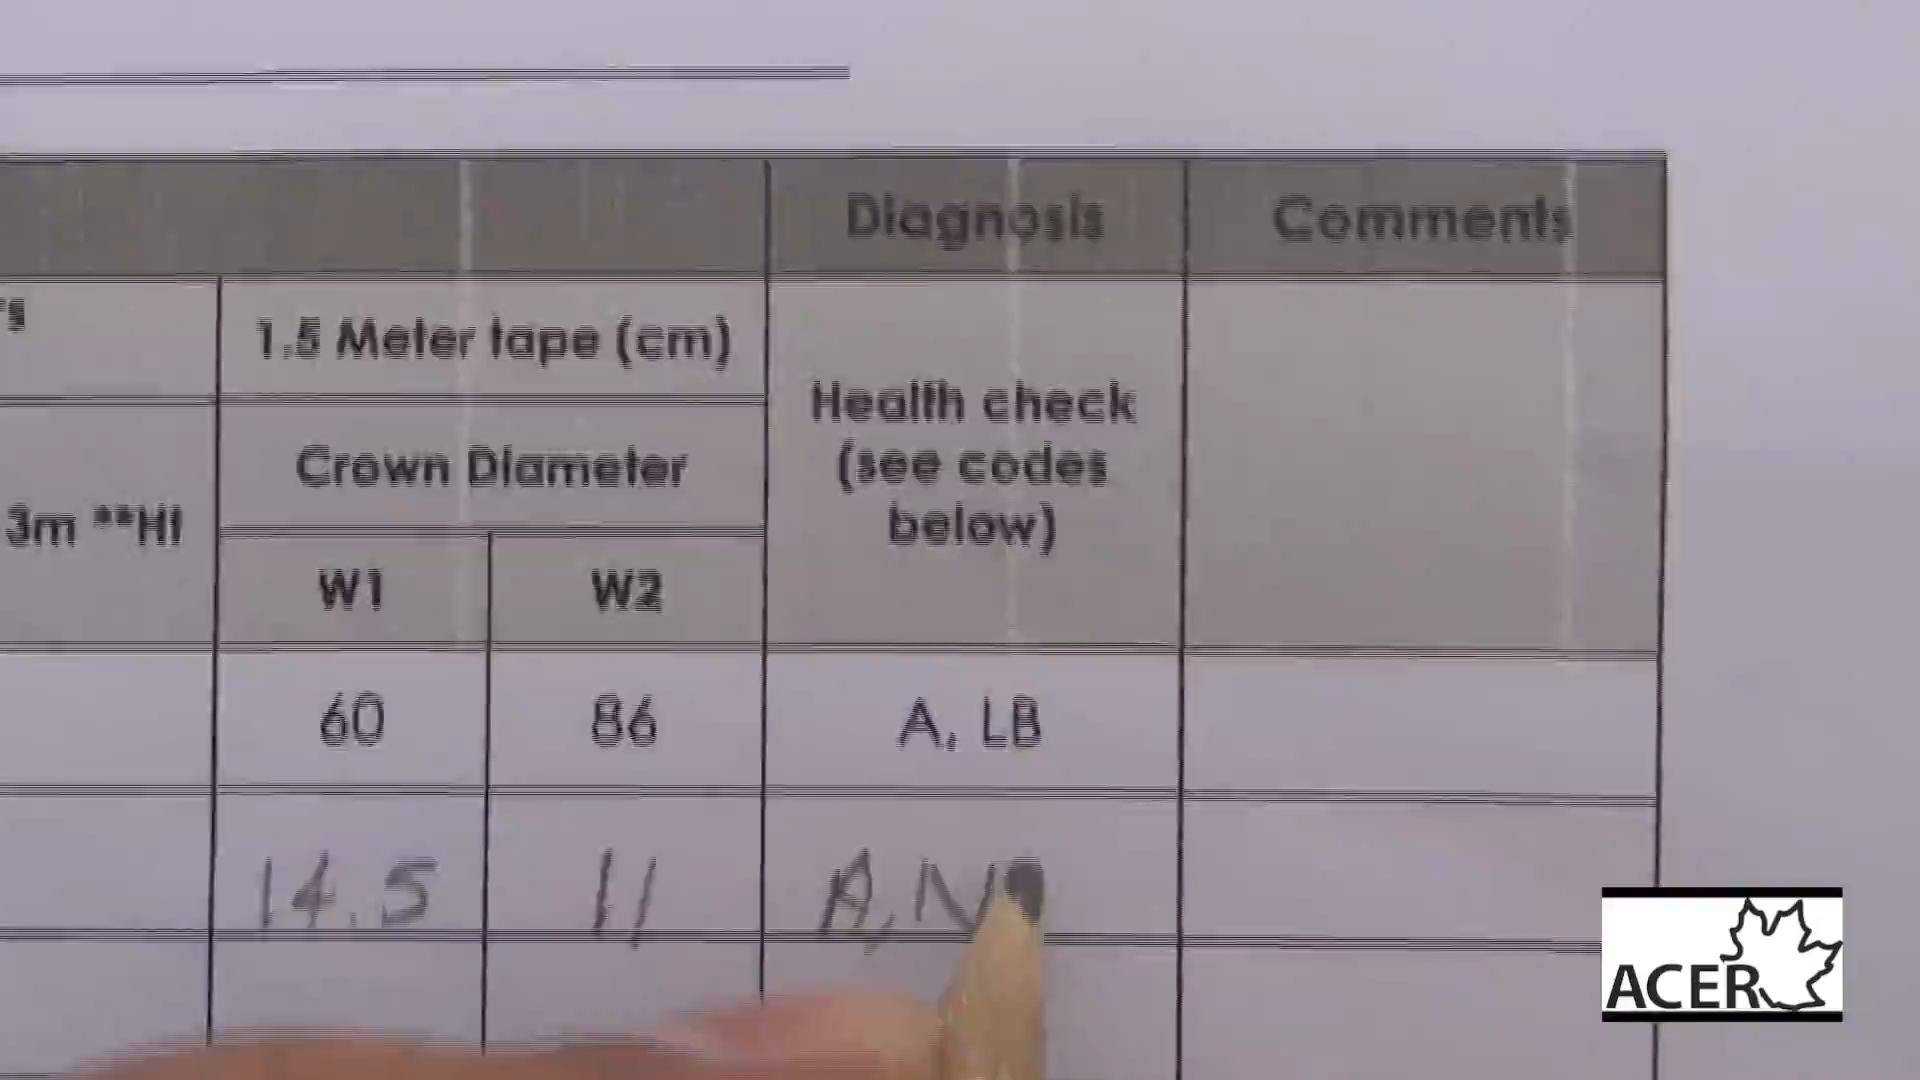 Diagnosis Comments
1.5 Meter tape (cm)
Health check
(see codes
below)
Crown Diameter
3m **Ht
W1 W2
60 86 A, LB
14.5 11 A, N
ACER